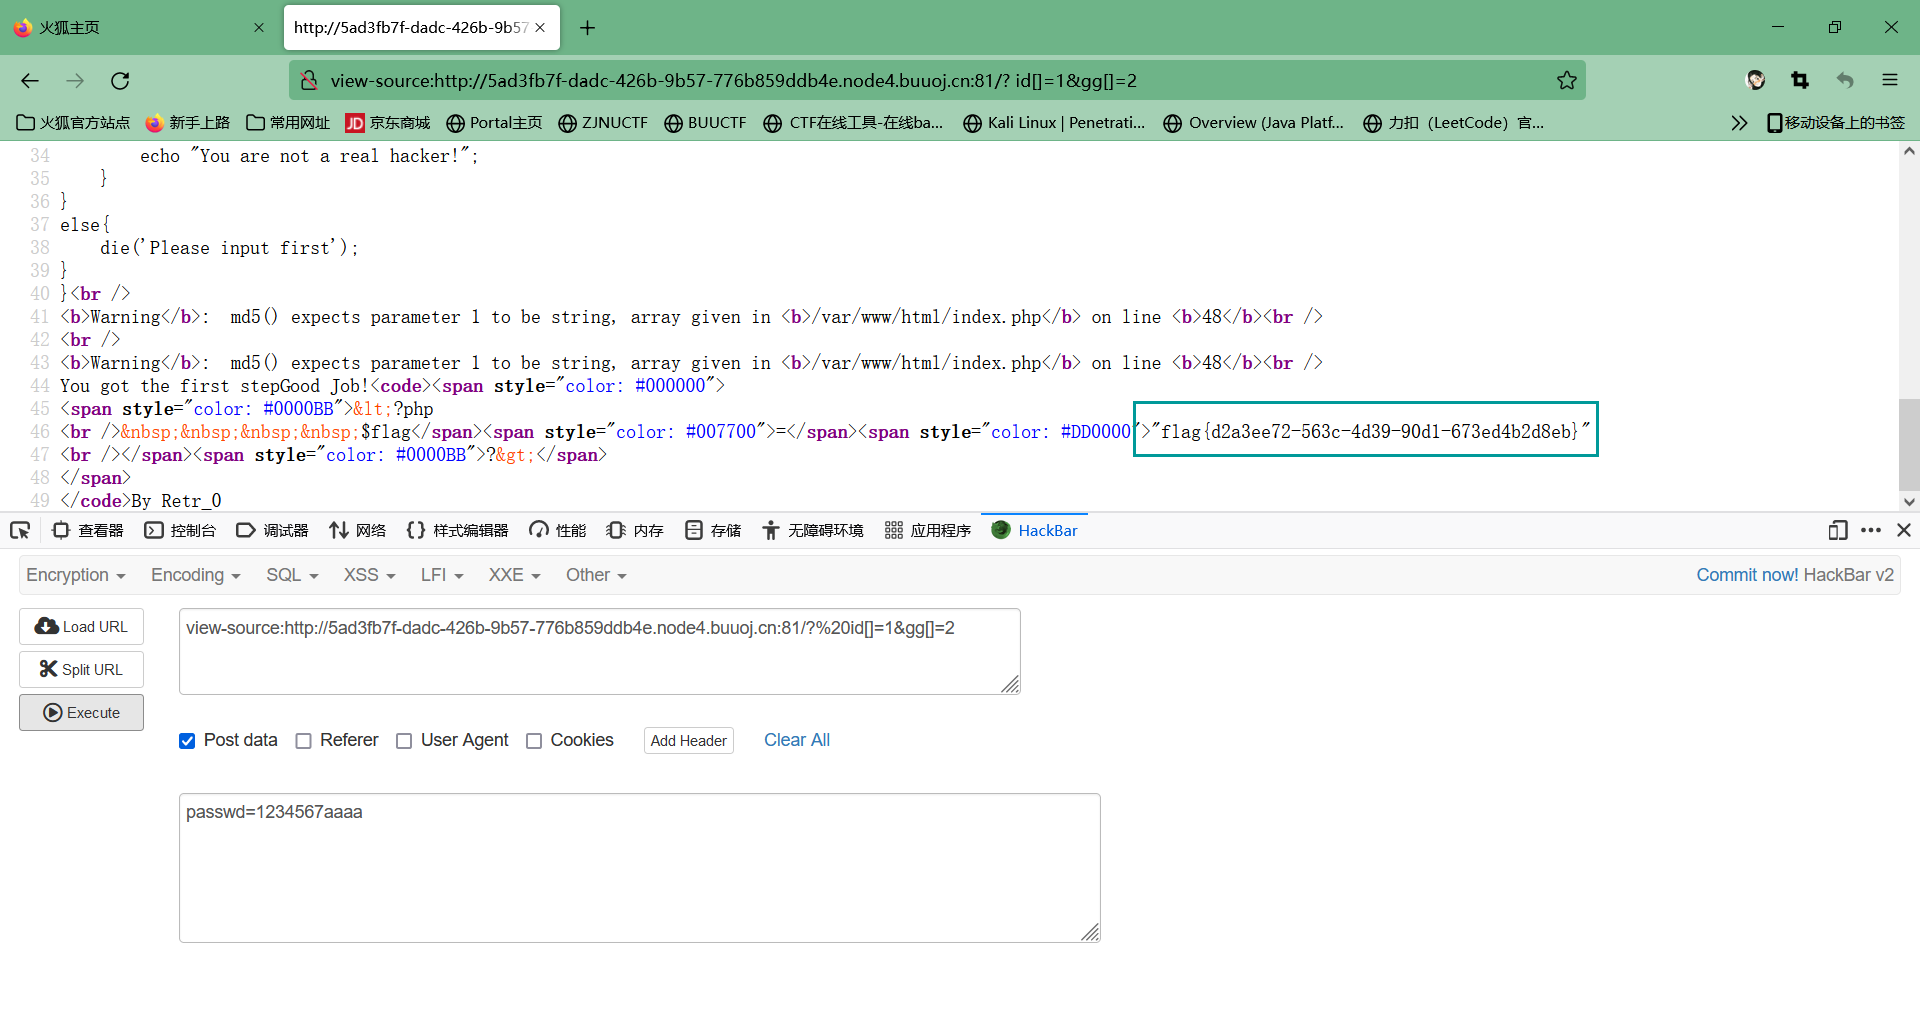 火狐主页
http://5ad3fb7f-dadc-426b-9b57
view-source:http://5ad3fb7f-dadc-426b-9b57-776b859ddb4e.node4.buuoj.cn:81/? id[]=1&gg[]=2
火狐官方站点 新手上路 常用网址 JD 京东商城 Portal主页 ZJNUCTF BUUCTF CTF在线工具-在线ba... Kali Linux | Penetrati... Overview (Java Platf... 力扣（LeetCode）官... 移动设备上的书签
34 echo "You are not a real hacker!";
35 }
36 }
37 else{
38 die('Please input first');
39 }
40 }<br />
41 <b>Warning</b>:  md5() expects parameter 1 to be string, array given in <b>/var/www/html/index.php</b> on line <b>48</b><br />
42 <br />
43 <b>Warning</b>:  md5() expects parameter 1 to be string, array given in <b>/var/www/html/index.php</b> on line <b>48</b><br />
44 You got the first stepGood Job!<code><span style="color: #000000">
45 <span style="color: #0000BB">&lt;?php
46 <br />&nbsp;&nbsp;&nbsp;&nbsp;$flag</span><span style="color: #007700">=</span><span style="color: #DD0000">"flag{d2a3ee72-563c-4d39-90d1-673ed4b2d8eb}"
47 <br /></span><span style="color: #0000BB">?&gt;</span>
48 </span>
49 </code>By Retr_0
查看器 控制台 调试器 网络 样式编辑器 性能 内存 存储 无障碍环境 应用程序 HackBar
Encryption Encoding SQL XSS LFI XXE Other Commit now! HackBar v2
Load URL
Split URL
Execute
view-source:http://5ad3fb7f-dadc-426b-9b57-776b859ddb4e.node4.buuoj.cn:81/?%20id[]=1&gg[]=2
Post data Referer User Agent Cookies Add Header Clear All
passwd=1234567aaaa